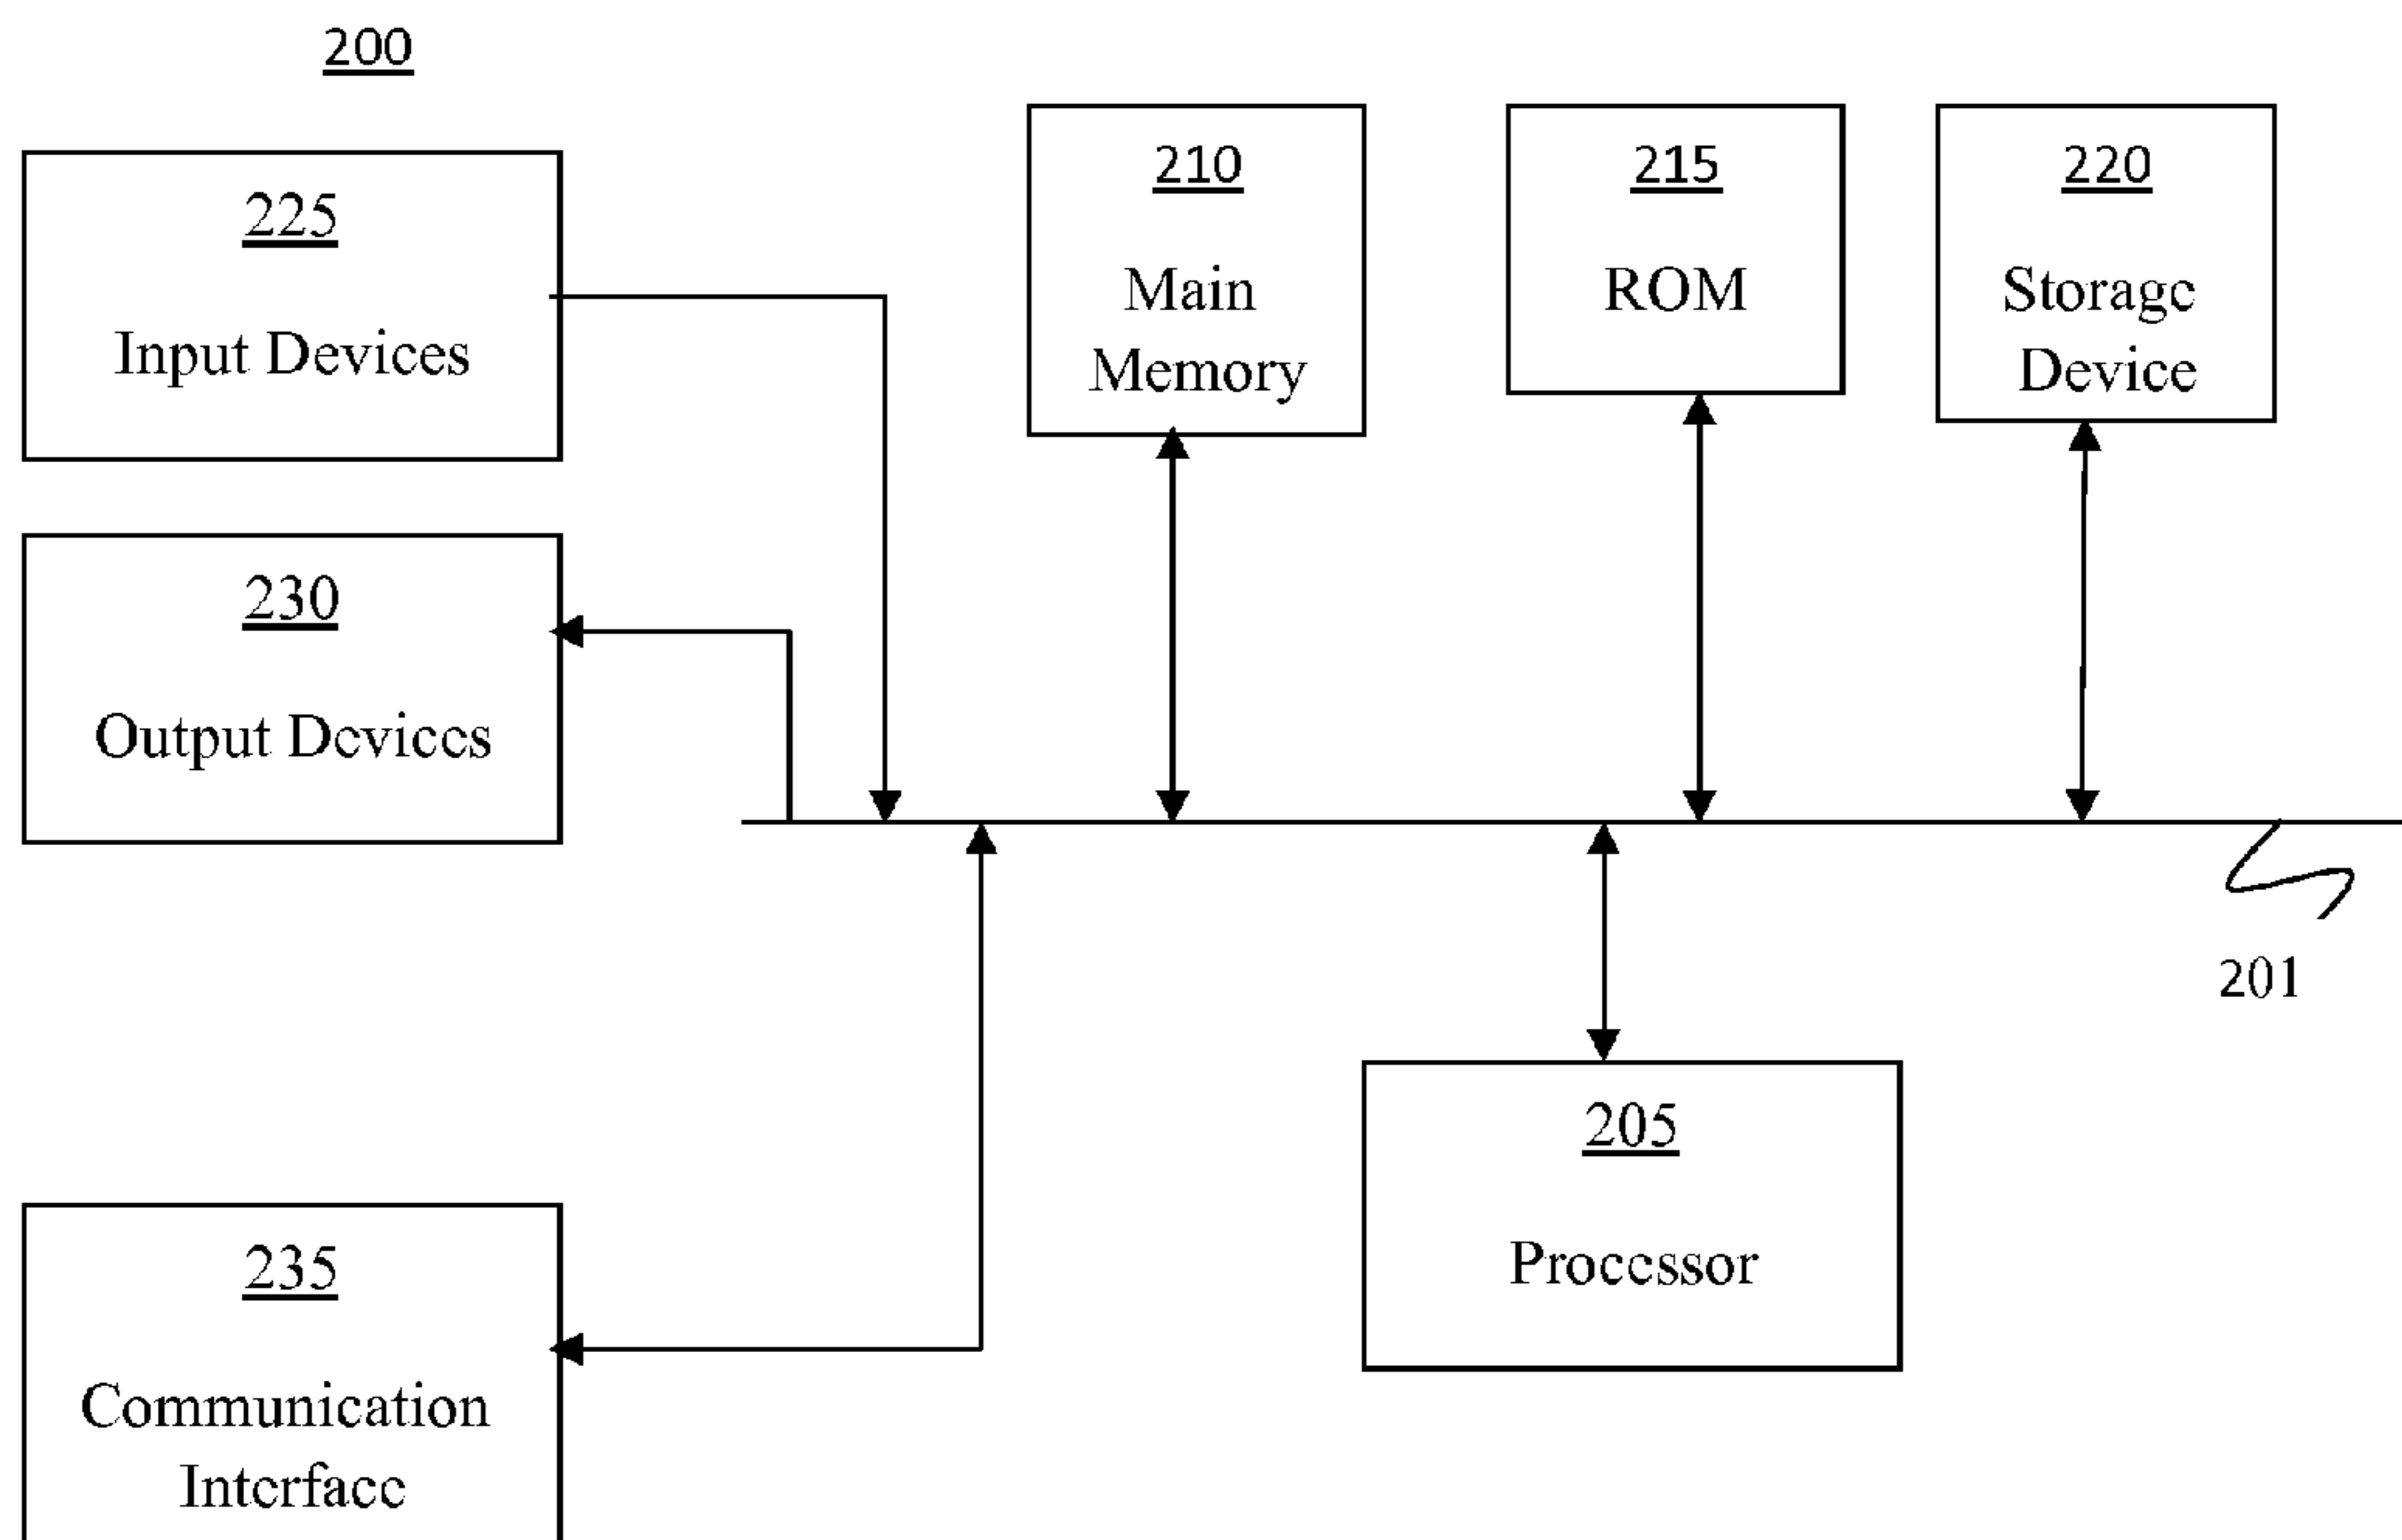 200
225
Input Devices
210
Main
Memory
215
ROM
220
Storage
Device
230
Output Devices
201
205
Processor
235
Communication
Interface